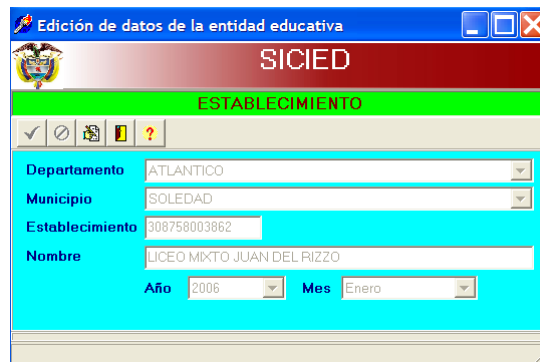 Edición de datos de la entidad educativa
SICIED
ESTABLECIMIENTO
?
Departamento ATLANTICO
Municipio SOLEDAD
Establecimiento 308758003862
Nombre LICEO MIXTO JUAN DEL RIZZO
Año 2006 Mes Enero